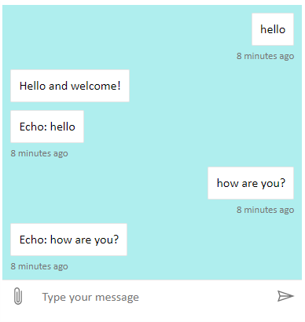 hello
8 minutes ago
Hello and welcome!
Echo: hello
8 minutes ago
how are you?
8 minutes ago
Echo: how are you?
8 minutes ago
Type your message